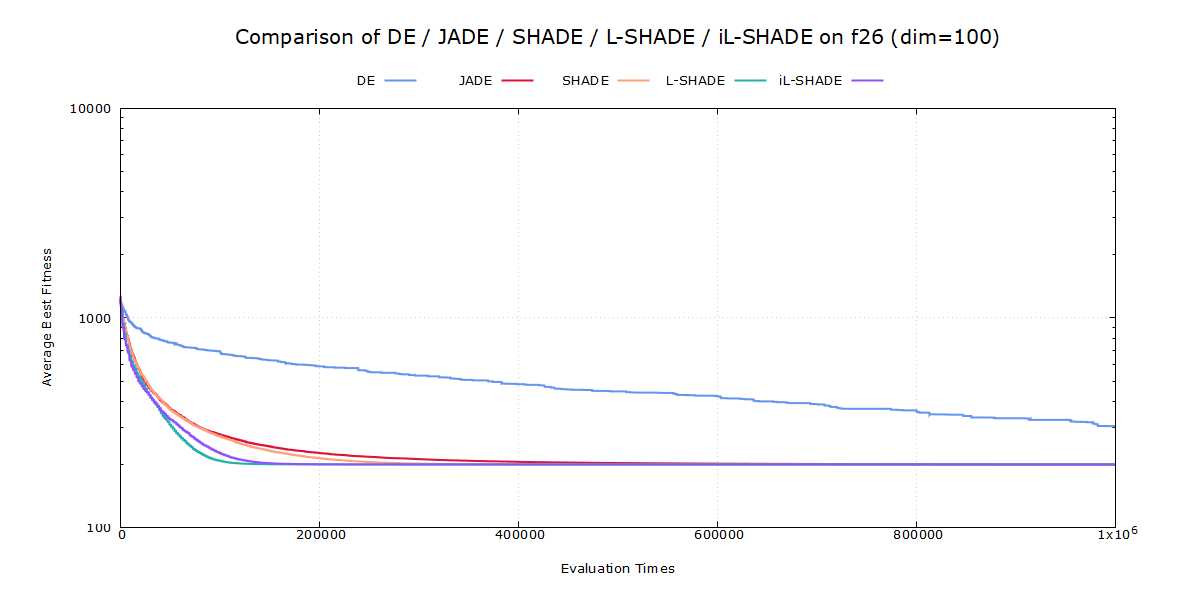 Comparison of DE / JADE / SHADE / L-SHADE / iL-SHADE on f26 (dim=100)
DE JADE SHADE L-SHADE iL-SHADE
10000
1000
100
Average Best Fitness
0 200000 400000 600000 800000 1x10⁶
Evaluation Times